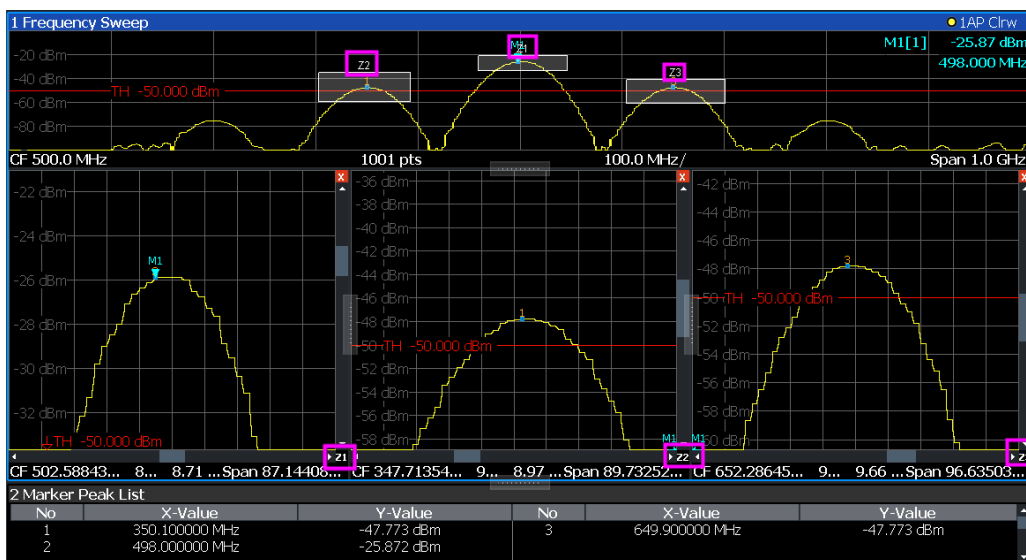 1 Frequency Sweep
1AP Clrw
M1[1] -25.87 dBm
498.000 MHz
-20 dBm
-40 dBm
-60 dBm
-80 dBm
TH -50.000 dBm
Z2
1
Z1
Z3
3
CF 500.0 MHz 1001 pts 100.0 MHz/ Span 1.0 GHz
-22 dBm
-24 dBm
-26 dBm
-28 dBm
-30 dBm
-32 dBm
M1
TH -50.000 dBm
X
CF 502.58843... 8... 8.71 ... Span 87.14408... Z1
-36 dBm
-38 dBm
-40 dBm
-42 dBm
-44 dBm
-46 dBm
-48 dBm
-50
-52 dBm
-54 dBm
-56 dBm
-58 dBm
1
TH -50.000 dBm
M1
X
CF 347.71354... 9... 8.97 ... Span 89.73252... Z2
-42 dBm
-44 dBm
-46 dBm
-48 dBm
-50
-52 dBm
-54 dBm
-56 dBm
-58 dBm
-60 dBm
3
TH -50.000 dBm
M1
X
CF 652.28645... 9... 9.66 ... Span 96.63503...
2 Marker Peak List
No X-Value Y-Value No X-Value Y-Value
1 350.100000 MHz -47.773 dBm 3 649.900000 MHz -47.773 dBm
2 498.000000 MHz -25.872 dBm